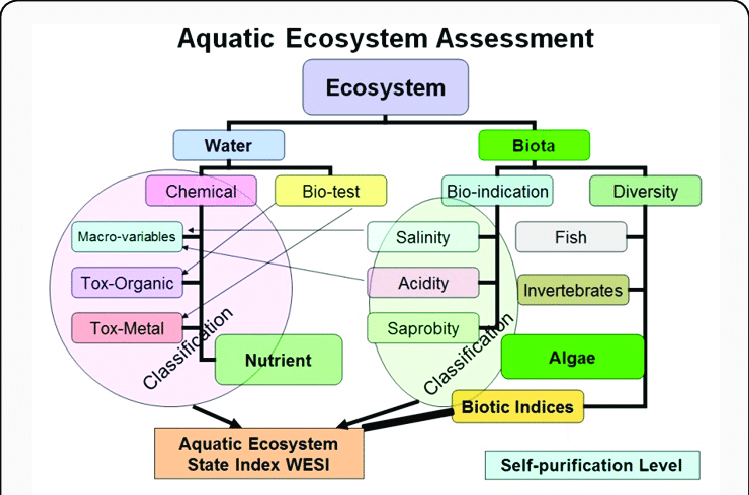 Aquatic Ecosystem Assessment
Ecosystem
Water
Biota
Chemical
Bio-test
Bio-indication
Diversity
Macro-variables
Salinity
Fish
Tox-Organic
Acidity
Invertebrates
Tox-Metal
Saprobity
Classification
Classification
Nutrient
Algae
Biotic Indices
Aquatic Ecosystem
State Index WESI
Self-purification Level